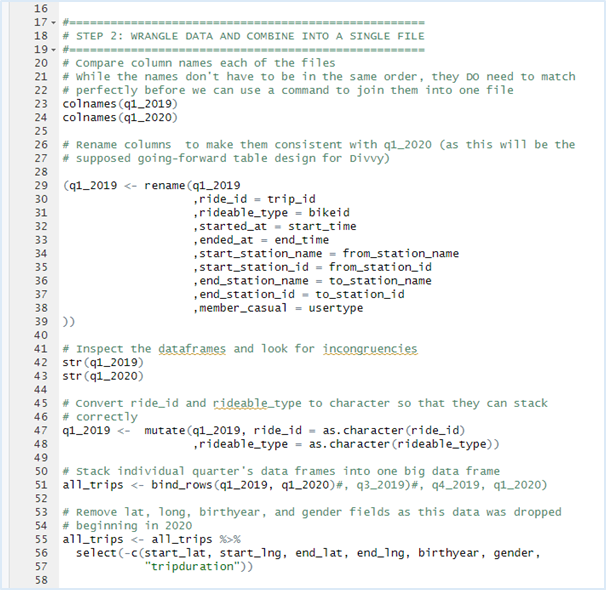 16
17 #====================================================
18 # STEP 2: WRANGLE DATA AND COMBINE INTO A SINGLE FILE
19 #====================================================
20 # Compare column names each of the files
21 # While the names don't have to be in the same order, they DO need to match
22 # perfectly before we can use a command to join them into one file
23 colnames(q1_2019)
24 colnames(q1_2020)
25
26 # Rename columns  to make them consistent with q1_2020 (as this will be the
27 # supposed going-forward table design for Divvy)
28
29 (q1_2019 <- rename(q1_2019
30                    ,ride_id = trip_id
31                    ,rideable_type = bikeid
32                    ,started_at = start_time
33                    ,ended_at = end_time
34                    ,start_station_name = from_station_name
35                    ,start_station_id = from_station_id
36                    ,end_station_name = to_station_name
37                    ,end_station_id = to_station_id
38                    ,member_casual = usertype
39 ))
40
41 # Inspect the dataframes and look for incongruencies
42 str(q1_2019)
43 str(q1_2020)
44
45 # Convert ride_id and rideable_type to character so that they can stack
46 # correctly
47 q1_2019 <-  mutate(q1_2019, ride_id = as.character(ride_id)
48                    ,rideable_type = as.character(rideable_type))
49
50 # Stack individual quarter's data frames into one big data frame
51 all_trips <- bind_rows(q1_2019, q1_2020)#, q3_2019)#, q4_2019, q1_2020)
52
53 # Remove lat, long, birthyear, and gender fields as this data was dropped
54 # beginning in 2020
55 all_trips <- all_trips %>%
56   select(-c(start_lat, start_lng, end_lat, end_lng, birthyear, gender,
57             "tripduration"))
58